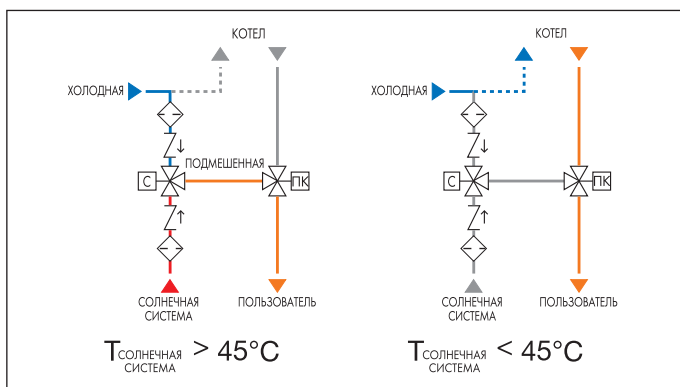 КОТЕЛ
ХОЛОДНАЯ
ПОДМЕШЕННАЯ
С
ПК
СОЛНЕЧНАЯ
СИСТЕМА
ПОЛЬЗОВАТЕЛЬ
TСОЛНЕЧНАЯ СИСТЕМА > 45°C
КОТЕЛ
ХОЛОДНАЯ
С
ПК
СОЛНЕЧНАЯ
СИСТЕМА
ПОЛЬЗОВАТЕЛЬ
TСОЛНЕЧНАЯ СИСТЕМА < 45°C